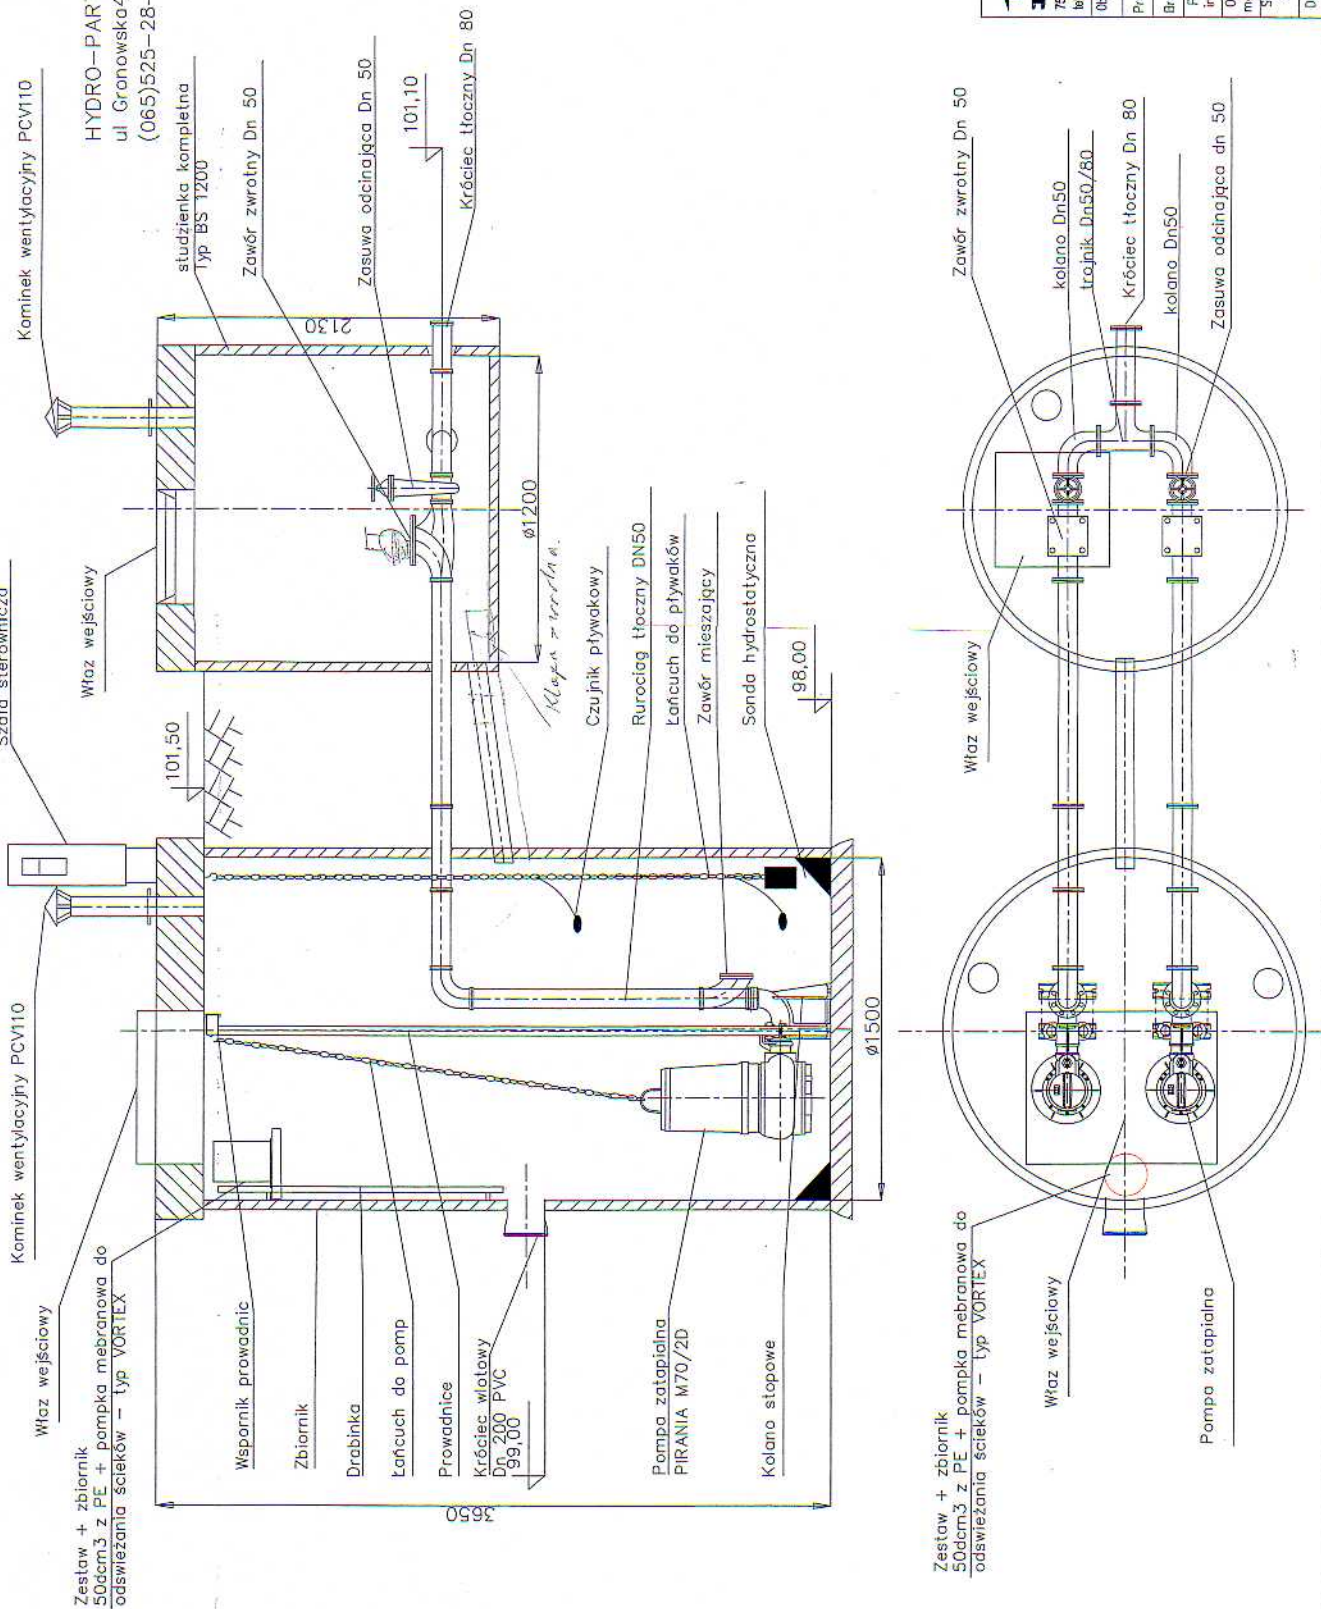 Szafa sterownicza
Kominek wentylacyjny PCV110
HYDRO-PAR
ul Gronowska
(065)525-28-
studzienka kompletna
Typ BS 1200
Zawór zwrotny Dn 50
Zasuwa odcinająca Dn 50
101,10
Króciec tłoczny Dn 80
2130
ø1200
Właz wejściowy
101,50
Klapa zwrotna.
Czujnik pływakowy
Rurociąg tłoczny DN50
Łańcuch do pływaków
Zawór mieszający
Sonda hydrostatyczna
98,00
Kominek wentylacyjny PCV110
Właz wejściowy
Zestaw + zbiornik
50dcm3 z PE + pompka mebranowa do
odswieżania ścieków – typ VORTEX
Wspornik prowadnic
Zbiornik
Drabinka
Łańcuch do pomp
Prowadnice
Króciec wlotowy
Dn 200 PVC
99,00
Pompa zatapialna
PIRANIA M70/2D
Kolano stopowe
3650
ø1500
Zawór zwrotny Dn 50
kolano Dn50
trojnik Dn50/80
Króciec tłoczny Dn 80
kolano Dn50
Zasuwa odcinająca dn 50
Właz wejściowy
Zestaw + zbiornik
50dcm3 z PE + pompka mebranowa do
odswieżania ścieków – typ VORTEX
Właz wejściowy
Pompa zatapialna